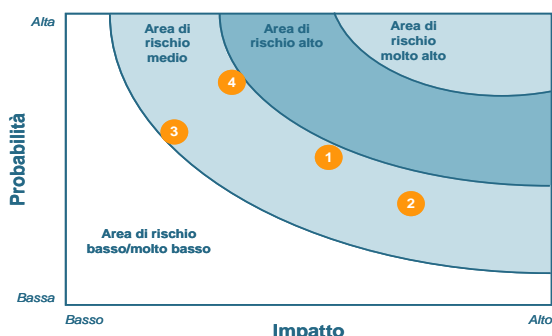 Alta
Area di
rischio
medio
Area di
rischio alto
Area di
rischio
molto alto
4
3
1
2
Probabilità
Area di rischio
basso/molto basso
Bassa
Basso
Alto
Impatto